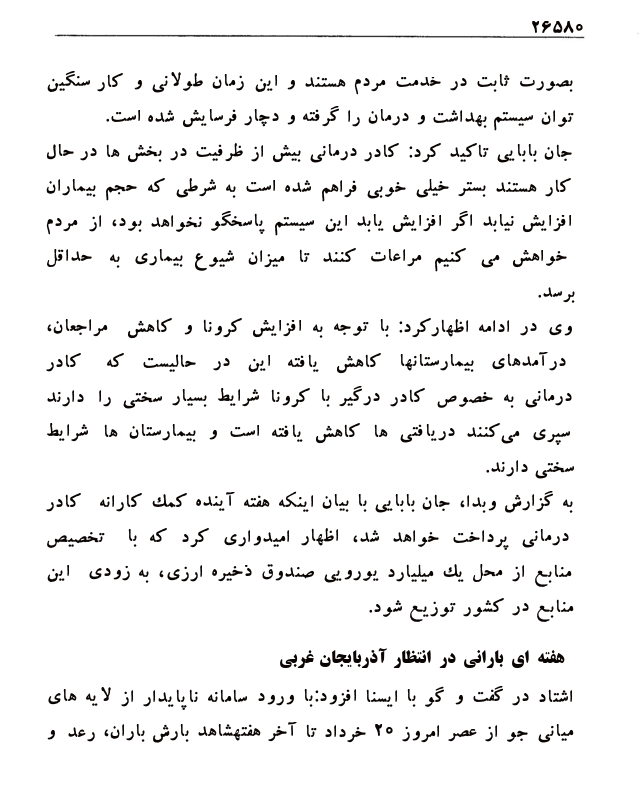 ۲۶۵۸۰
بصورت ثابت در خدمت مردم هستند و این زمان طولانی و کار سنگین
توان سیستم بهداشت و درمان را گرفته و دچار فرسایش شده است.
جان بابایی تاکید کرد: کادر درمانی بیش از ظرفیت در بخش ها در حال
کار هستند بستر خیلی خوبی فراهم شده است به شرطی که حجم بیماران
افزایش نیابد اگر افزایش یابد این سیستم پاسخگو نخواهد بود، از مردم
خواهش می کنیم مراعات کنند تا میزان شیوع بیماری به حداقل
برسد.
وی در ادامه اظهارکرد: با توجه به افزایش کرونا و کاهش مراجعان،
درآمدهای بیمارستانها کاهش یافته این در حالیست که کادر
درمانی به خصوص کادر درگیر با کرونا شرایط بسیار سختی را دارند
سپری می‌کنند دریافتی ها کاهش یافته است و بیمارستان ها شرایط
سختی دارند.
به گزارش وبدا، جان بابایی با بیان اینکه هفته آینده کمک کارانه کادر
درمانی پرداخت خواهد شد، اظهار امیدواری کرد که با تخصیص
منابع از محل یك میلیارد یورویی صندوق ذخیره ارزی، به زودی این
منابع در کشور توزیع شود.
هفته ای بارانی در انتظار آذربایجان غربی
اشتاد در گفت و گو با ایسنا افزود:با ورود سامانه ناپایدار از لایه های
میانی جو از عصر امروز ۲۰ خرداد تا آخر هفتهشاهد بارش باران، رعد و